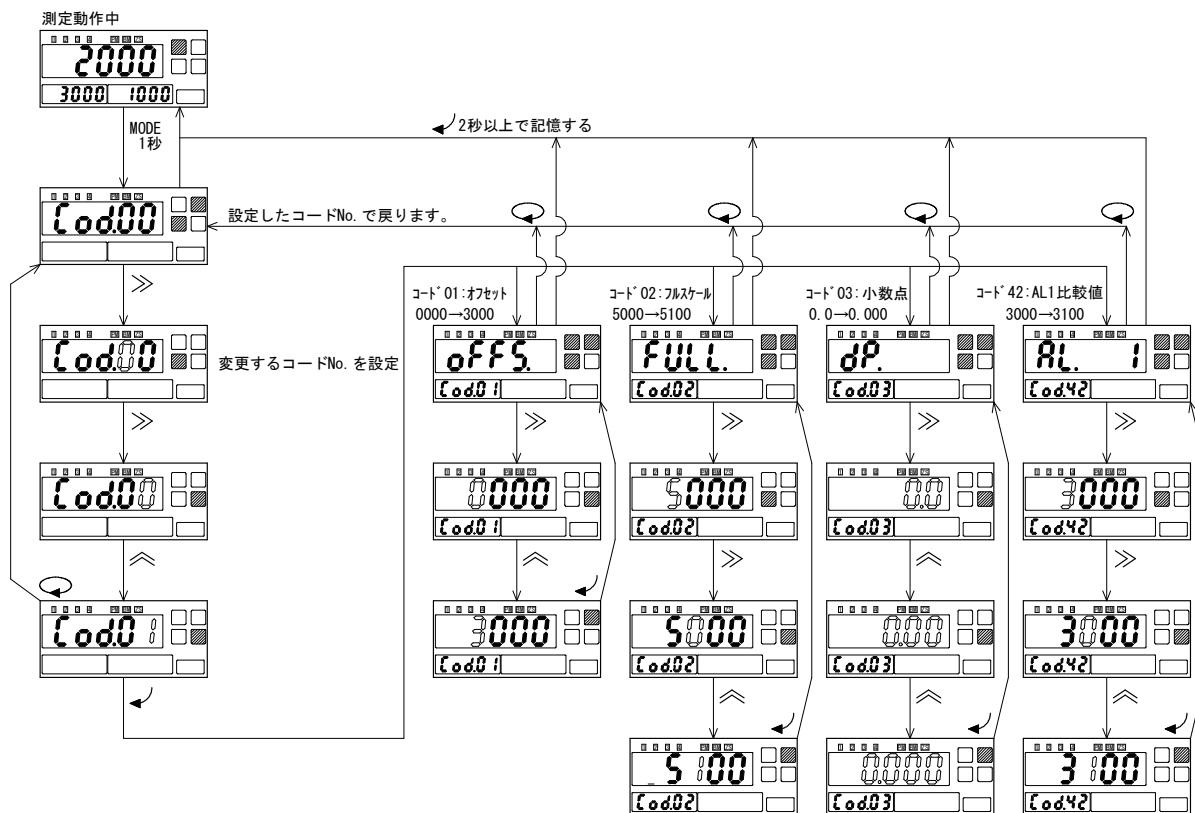 測定動作中
2000
3000 1000
MODE
1秒
2秒以上で記憶する
Cod.00
設定したコードNo. で戻ります。
Cod.00
変更するコードNo. を設定
Cod.00
Cod.01
コード01:オフセット
0000→3000
oFFS.
Cod.01
0000
Cod.01
3000
Cod.01
コード02:フルスケール
5000→5100
FULL.
Cod.02
5000
Cod.02
5000
Cod.02
_5100
Cod.02
コード03:小数点
0.0→0.000
dP.
Cod.03
0.0
Cod.03
0.00
Cod.03
0.000
Cod.03
コード42:AL1比較値
3000→3100
AL. 1
Cod.42
3000
Cod.42
3000
Cod.42
3100
Cod.42